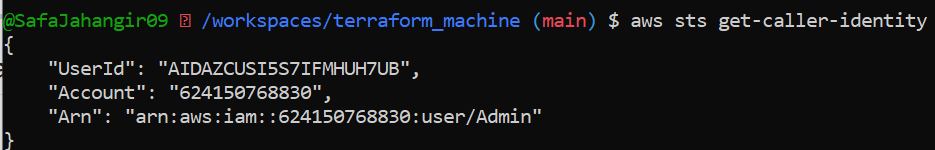 @SafaJahangir09 /workspaces/terraform_machine (main) $ aws sts get-caller-identity
{
    "UserId": "AIDAZCUSI5S7IFMHUH7UB",
    "Account": "624150768830",
    "Arn": "arn:aws:iam::624150768830:user/Admin"
}